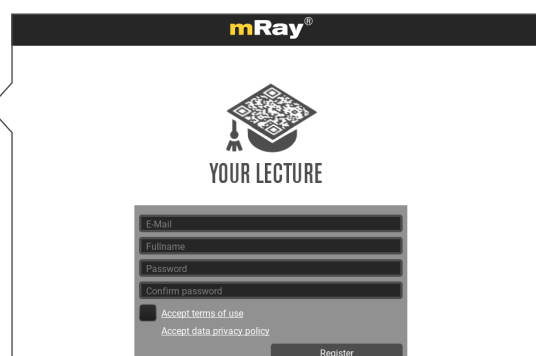 mRay®
YOUR LECTURE
E-Mail
Fullname
Password
Confirm password
Accept terms of use
Accept data privacy policy
Register